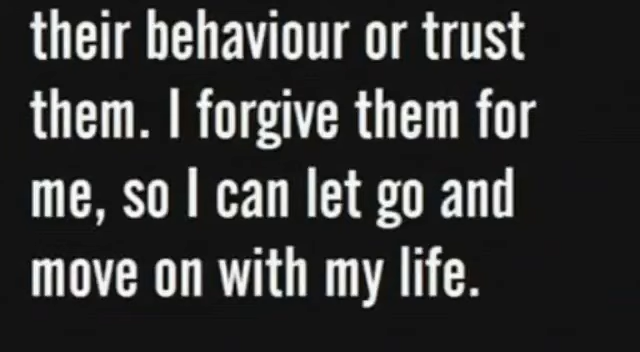 their behaviour or trust
them. I forgive them for
me, so I can let go and
move on with my life.